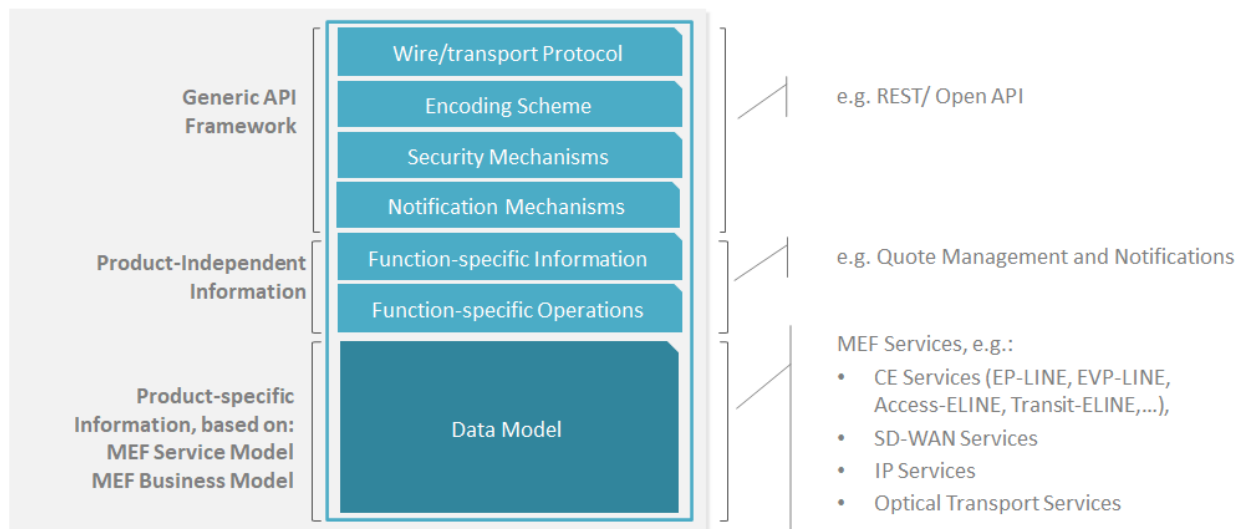 Wire/transport Protocol
Encoding Scheme
Security Mechanisms
Notification Mechanisms
Generic API
Framework
e.g. REST/ Open API
Function-specific Information
Function-specific Operations
Product-Independent
Information
e.g. Quote Management and Notifications
Data Model
Product-specific
Information, based on:
MEF Service Model
MEF Business Model
MEF Services, e.g.:
• CE Services (EP-LINE, EVP-LINE,
Access-ELINE, Transit-ELINE,...),
• SD-WAN Services
• IP Services
• Optical Transport Services